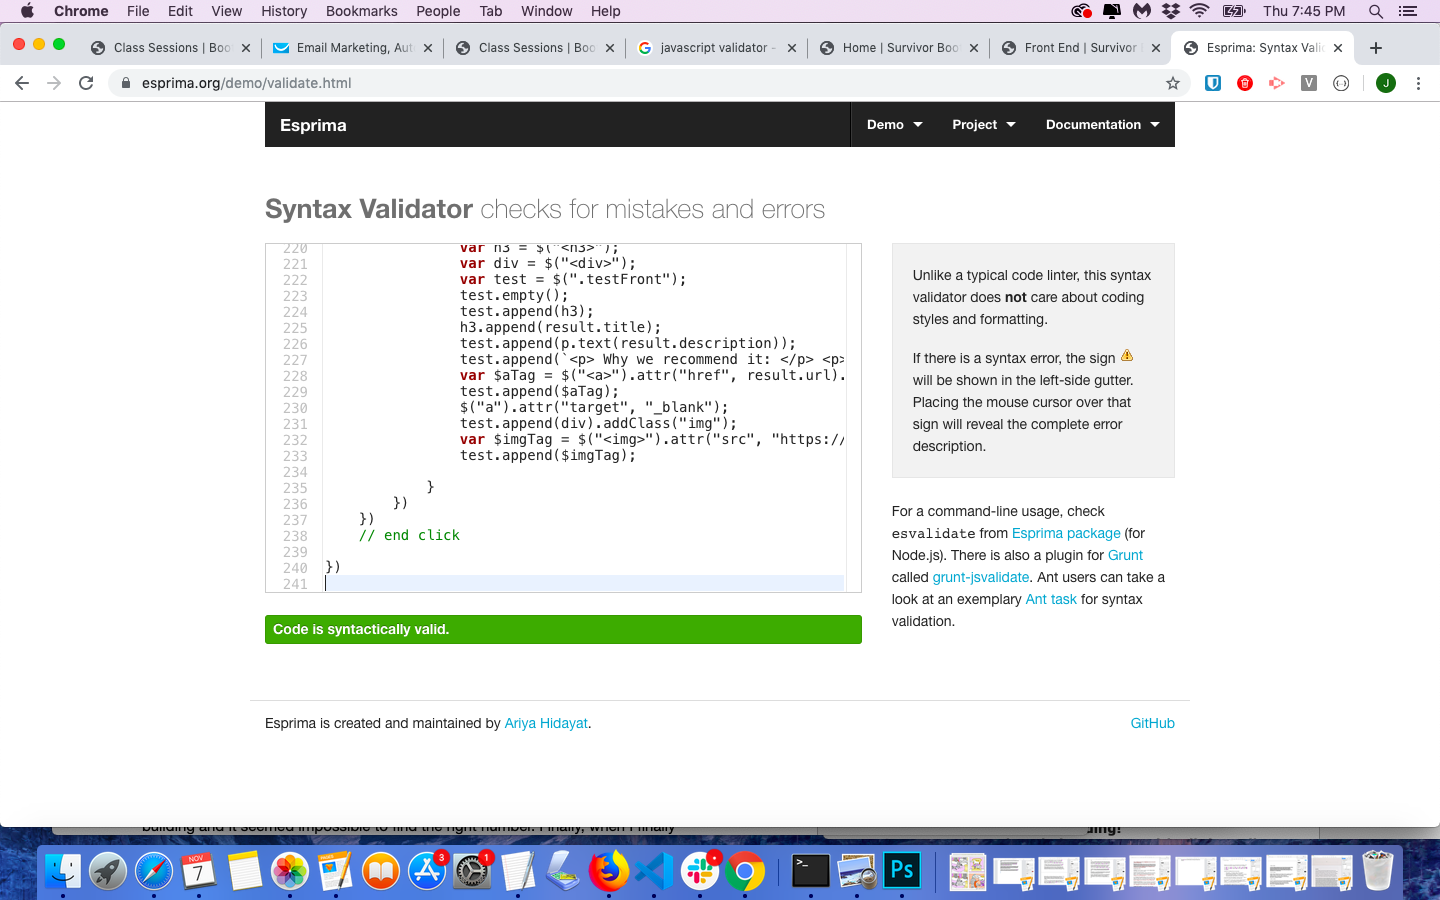 Chrome File Edit View History Bookmarks People Tab Window Help Thu 7:45 PM
Class Sessions | Boo Email Marketing, Aut Class Sessions | Boo javascript validator - Home | Survivor Boo Front End | Survivor Esprima: Syntax Vali
esprima.org/demo/validate.html
V J
Esprima Demo Project Documentation
Syntax Validator checks for mistakes and errors
220 var h3 = $("<h3>");
221 var div = $("<div>");
222 var test = $(".testFront");
223 test.empty();
224 test.append(h3);
225 h3.append(result.title);
226 test.append(p.text(result.description));
227 test.append(`<p> Why we recommend it: </p> <p>
228 var $aTag = $("<a>").attr("href", result.url).
229 test.append($aTag);
230 $("a").attr("target", "_blank");
231 test.append(div).addClass("img");
232 var $imgTag = $("<img>").attr("src", "https://
233 test.append($imgTag);
234
235 }
236 })
237 })
238 // end click
239
240 })
241
Code is syntactically valid.
Unlike a typical code linter, this syntax
validator does not care about coding
styles and formatting.
If there is a syntax error, the sign
will be shown in the left-side gutter.
Placing the mouse cursor over that
sign will reveal the complete error
description.
For a command-line usage, check
esvalidate from Esprima package (for
Node.js). There is also a plugin for Grunt
called grunt-jsvalidate. Ant users can take a
look at an exemplary Ant task for syntax
validation.
Esprima is created and maintained by Ariya Hidayat. GitHub
building and it seemed impossible to find the right number. Finally, when I finally
NOV
7
3
1
>_
Ps